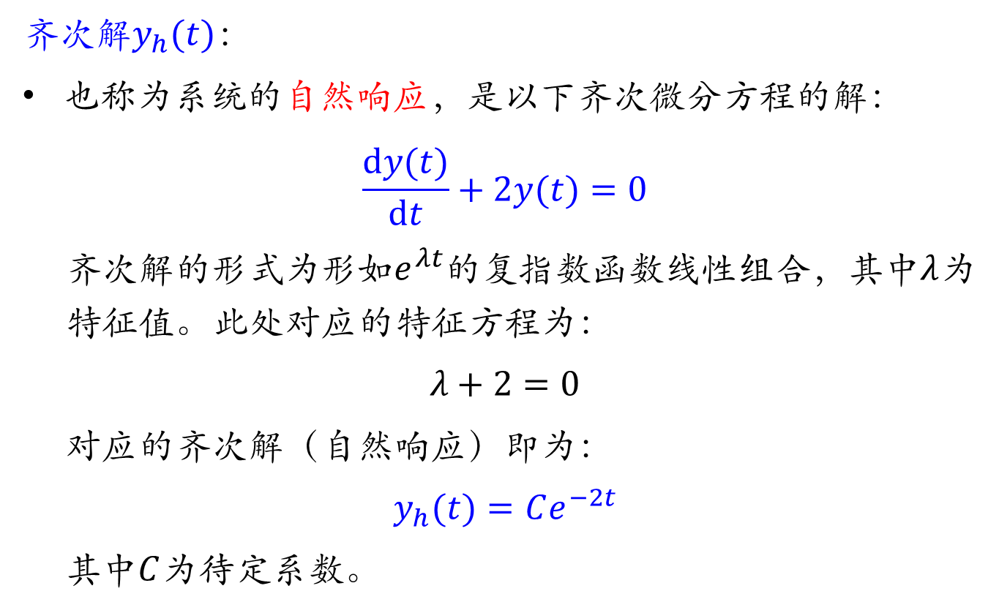 齐次解$y_h(t)$：
• 也称为系统的自然响应，是以下齐次微分方程的解：
$\frac{\mathrm{d}y(t)}{\mathrm{d}t} + 2y(t) = 0$
齐次解的形式为形如$e^{\lambda t}$的复指数函数线性组合，其中$\lambda$为
特征值。此处对应的特征方程为：
$\lambda + 2 = 0$
对应的齐次解（自然响应）即为：
$y_h(t) = Ce^{-2t}$
其中$C$为待定系数。